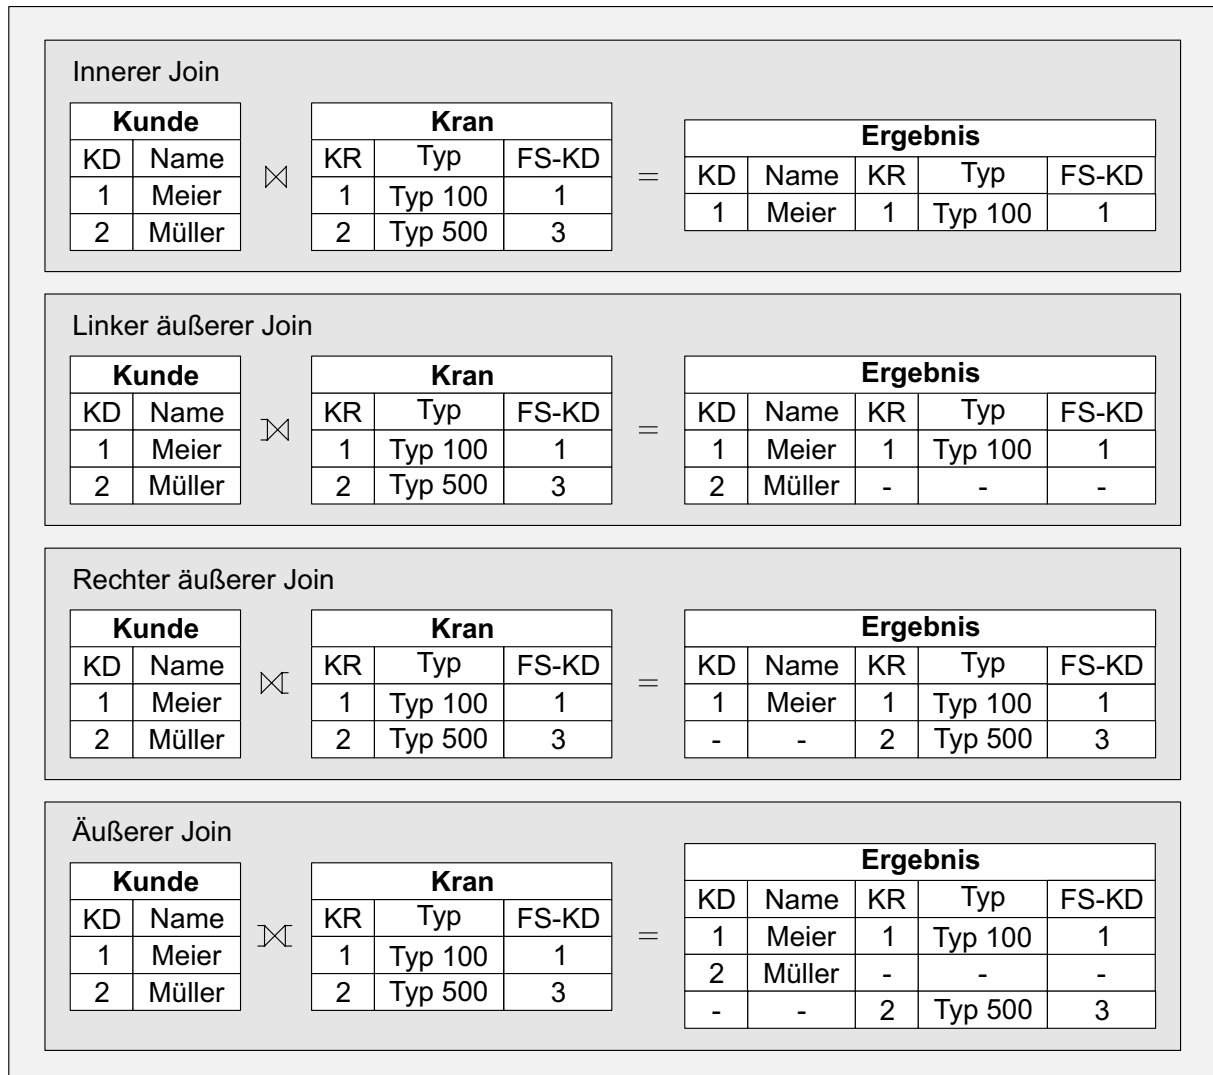 Innerer Join
Kunde Kran Ergebnis
KD Name KR Typ FS-KD KD Name KR Typ FS-KD
1 Meier ⋈ 1 Typ 100 1 = 1 Meier 1 Typ 100 1
2 Müller 2 Typ 500 3
Linker äußerer Join
Kunde Kran Ergebnis
KD Name KR Typ FS-KD KD Name KR Typ FS-KD
1 Meier ⟕ 1 Typ 100 1 = 1 Meier 1 Typ 100 1
2 Müller 2 Typ 500 3 2 Müller - - -
Rechter äußerer Join
Kunde Kran Ergebnis
KD Name KR Typ FS-KD KD Name KR Typ FS-KD
1 Meier ⟖ 1 Typ 100 1 = 1 Meier 1 Typ 100 1
2 Müller 2 Typ 500 3 - - 2 Typ 500 3
Äußerer Join
Kunde Kran Ergebnis
KD Name KR Typ FS-KD KD Name KR Typ FS-KD
1 Meier ⟗ 1 Typ 100 1 = 1 Meier 1 Typ 100 1
2 Müller 2 Typ 500 3 2 Müller - - -
- - 2 Typ 500 3